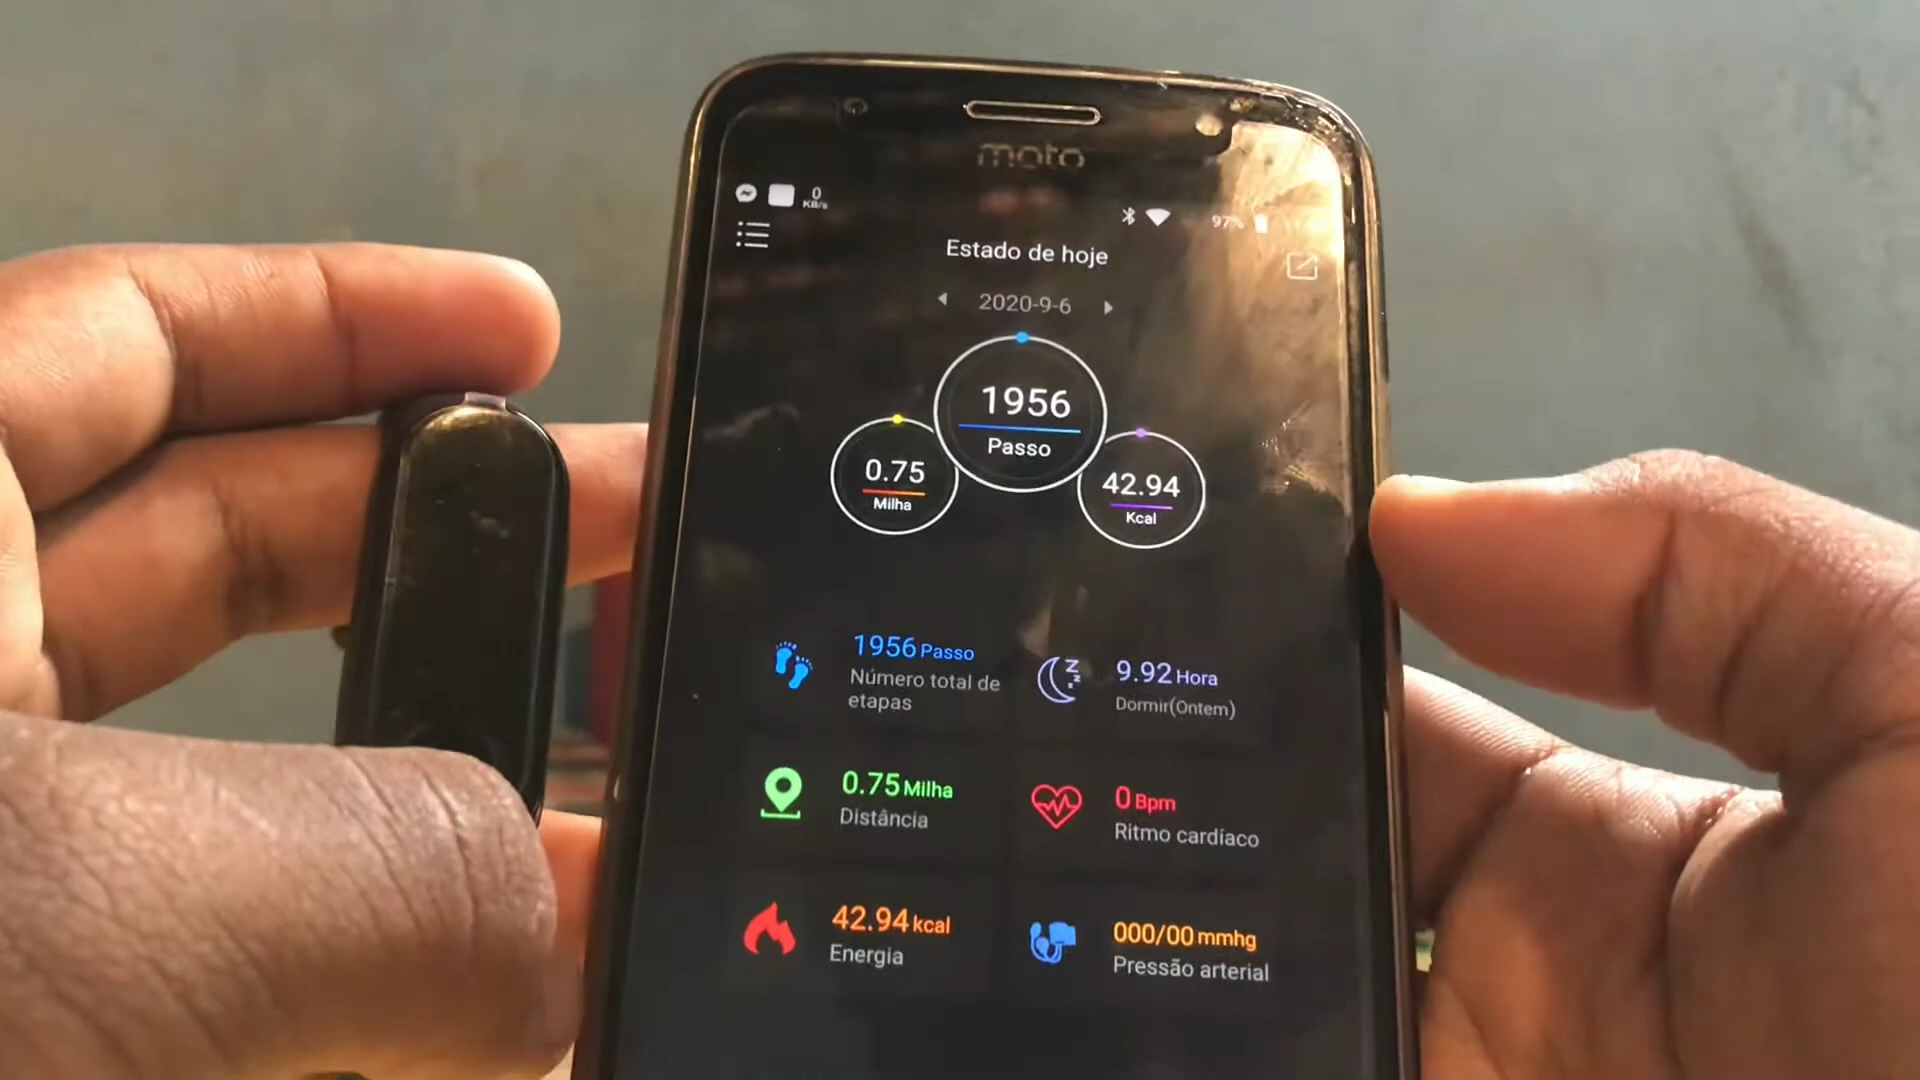 moto
0
KB/s
97%
Estado de hoje
2020-9-6
1956
Passo
0.75
Milha
42.94
Kcal
1956 Passo
Número total de
etapas
9.92 Hora
Dormir(Ontem)
0.75 Milha
Distância
0 Bpm
Ritmo cardíaco
42.94 kcal
Energia
000/00 mmhg
Pressão arterial